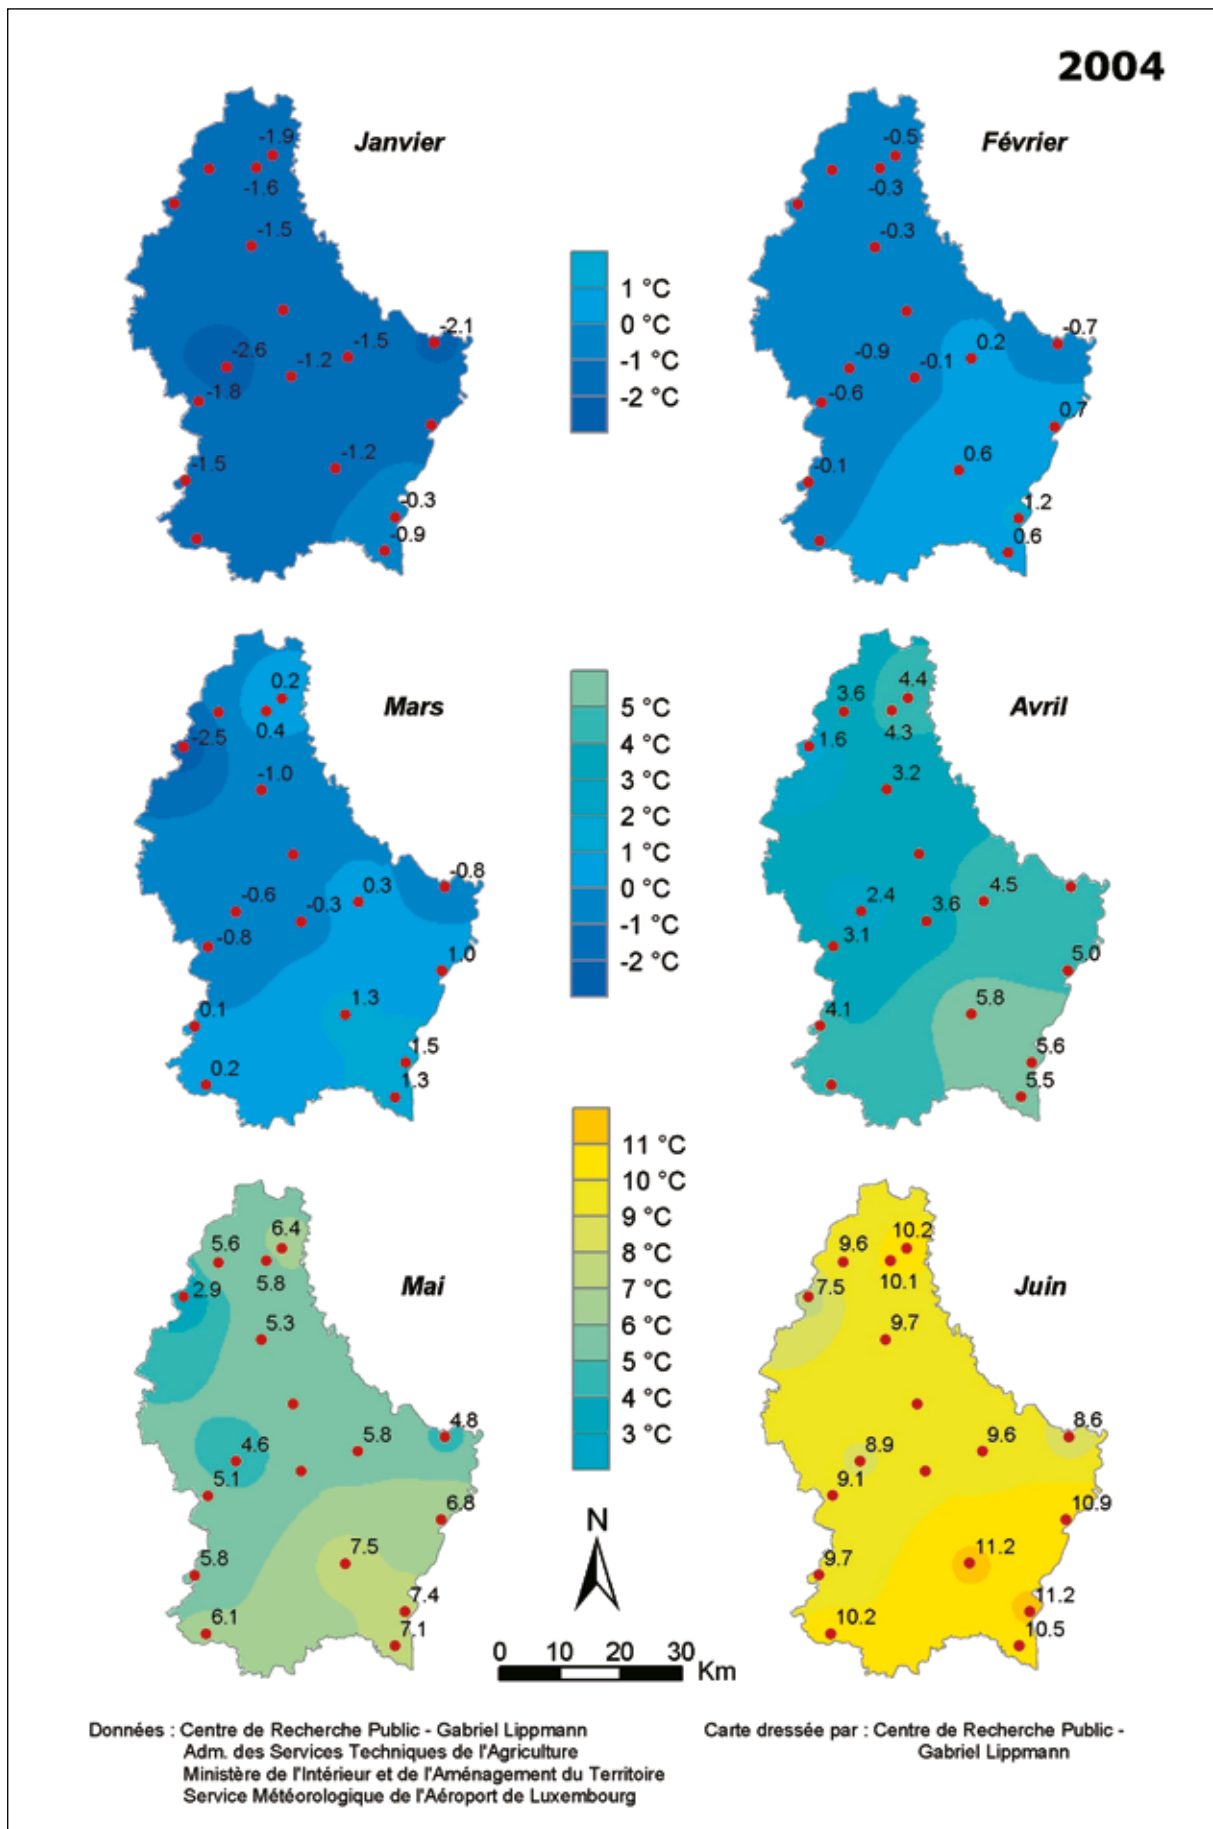 2004
Janvier
-1.9
-1.6
-1.5
-2.6
-1.2
-1.5
-2.1
-1.8
-1.2
-1.5
-0.3
-0.9
1 °C
0 °C
-1 °C
-2 °C
Février
-0.5
-0.3
-0.3
-0.7
0.2
-0.9
-0.1
-0.6
0.7
0.6
-0.1
1.2
0.6
Mars
0.2
0.4
-2.5
-1.0
-0.8
0.3
-0.6
-0.3
-0.8
1.0
1.3
0.1
1.5
0.2
1.3
5 °C
4 °C
3 °C
2 °C
1 °C
0 °C
-1 °C
-2 °C
Avril
4.4
3.6
4.3
1.6
3.2
4.5
2.4
3.6
3.1
5.0
5.8
4.1
5.6
5.5
Mai
6.4
5.6
5.8
2.9
5.3
4.8
5.8
4.6
5.1
6.8
7.5
5.8
7.4
6.1
7.1
11 °C
10 °C
9 °C
8 °C
7 °C
6 °C
5 °C
4 °C
3 °C
Juin
10.2
9.6
10.1
7.5
9.7
8.6
9.6
8.9
9.1
10.9
11.2
9.7
11.2
10.2
10.5
N
0 10 20 30 Km
Données : Centre de Recherche Public - Gabriel Lippmann
Adm. des Services Techniques de l'Agriculture
Ministère de l'Intérieur et de l'Aménagement du Territoire
Service Météorologique de l'Aéroport de Luxembourg
Carte dressée par : Centre de Recherche Public -
Gabriel Lippmann